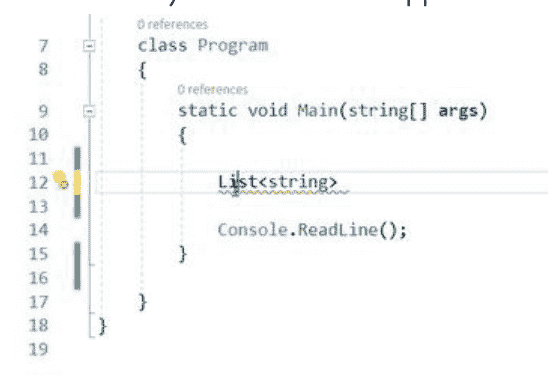 0 references
7 class Program
8 {
0 references
9 static void Main(string[] args)
10 {
11
12 List<string>
13
14 Console.ReadLine();
15 }
16
17 }
18 }
19